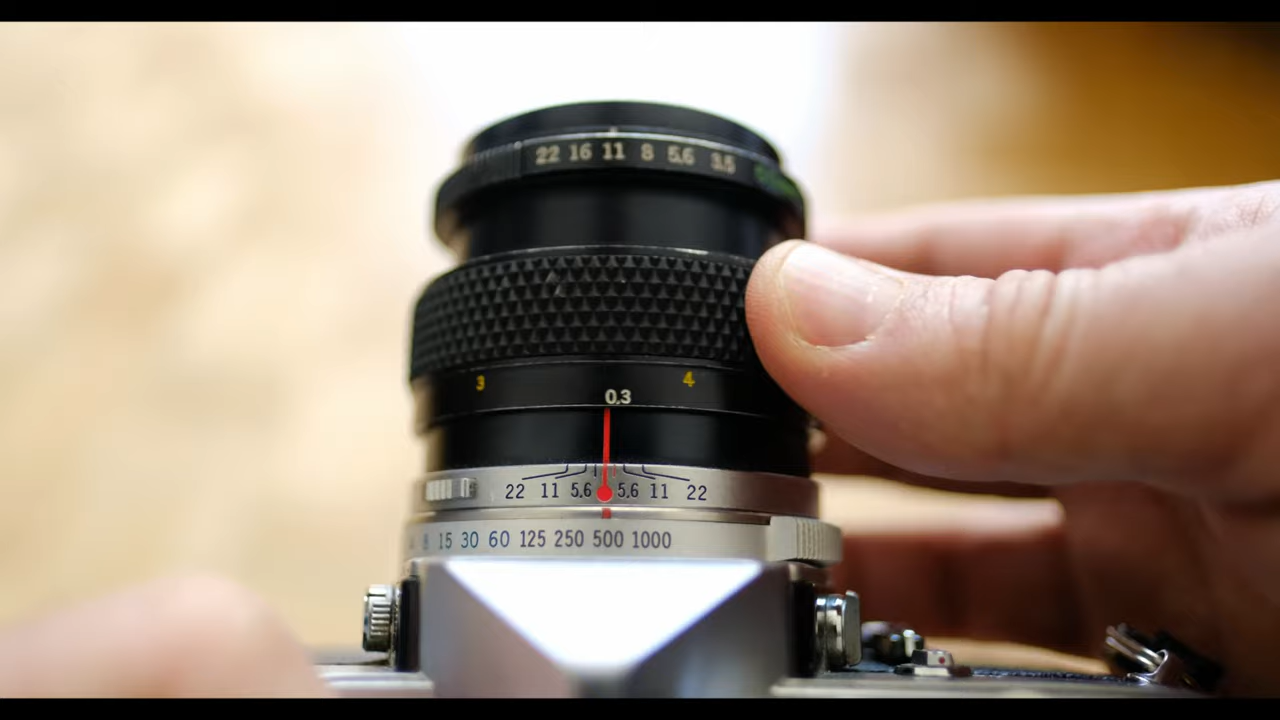 22 16 11 8 5.6 3.5
3 4
0.3
22 11 5.6 5.6 11 22
8 15 30 60 125 250 500 1000